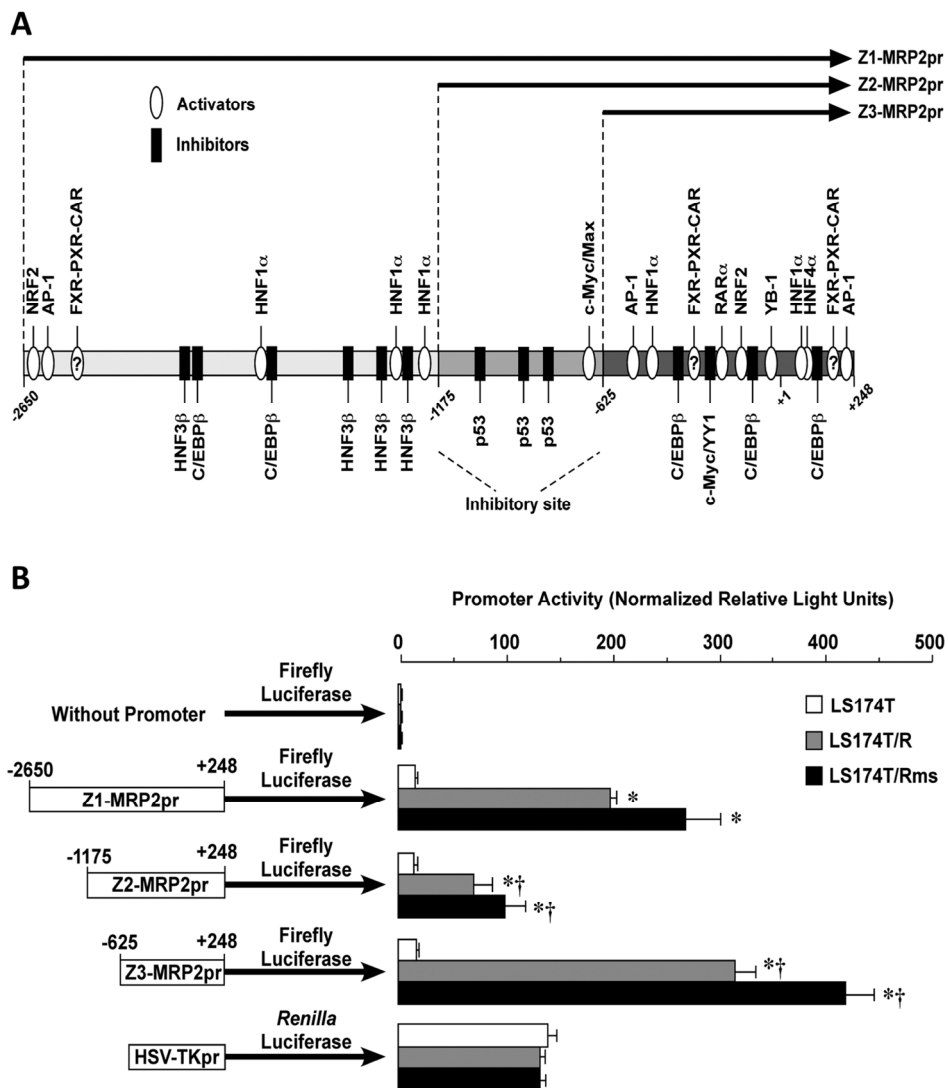 A
Z1-MRP2pr
Z2-MRP2pr
Z3-MRP2pr
Activators
Inhibitors
NRF2
AP-1
FXR-PXR-CAR
HNF1α
HNF1α
HNF1α
c-Myc/Max
AP-1
HNF1α
FXR-PXR-CAR
RARα
NRF2
YB-1
HNF1α
HNF4α
FXR-PXR-CAR
AP-1
? ? ?
-2650
-1175
-625
+1
+248
HNF3β
C/EBPβ
C/EBPβ
HNF3β
HNF3β
HNF3β
p53
p53
p53
C/EBPβ
c-Myc/YY1
C/EBPβ
C/EBPβ
Inhibitory site
B
Promoter Activity (Normalized Relative Light Units)
0 100 200 300 400 500
LS174T
LS174T/R
LS174T/Rms
Without Promoter
Firefly
Luciferase
-2650 +248
Z1-MRP2pr
Firefly
Luciferase
*
*
-1175 +248
Z2-MRP2pr
Firefly
Luciferase
*†
*†
-625 +248
Z3-MRP2pr
Firefly
Luciferase
*†
*†
HSV-TKpr
Renilla
Luciferase